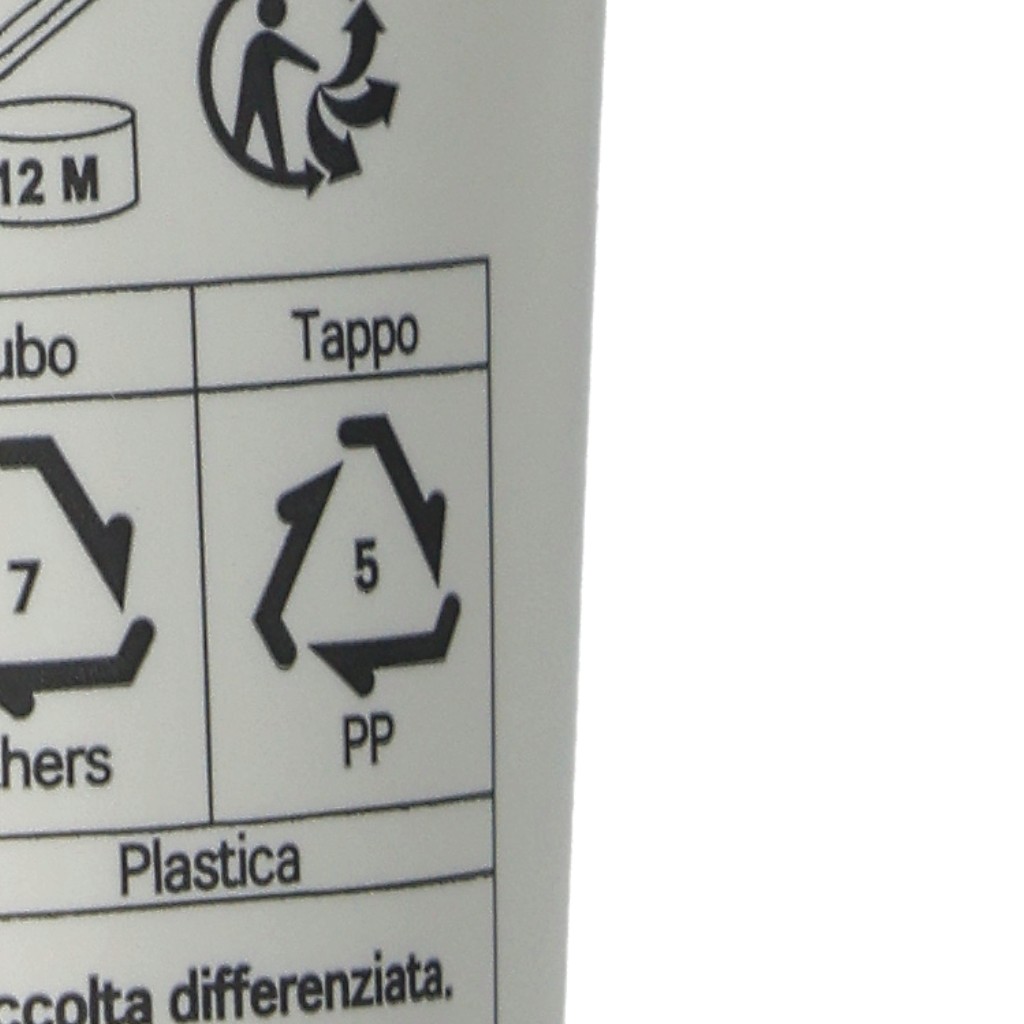 12 M
ubo Tappo
7 5
hers PP
Plastica
ccolta differenziata.